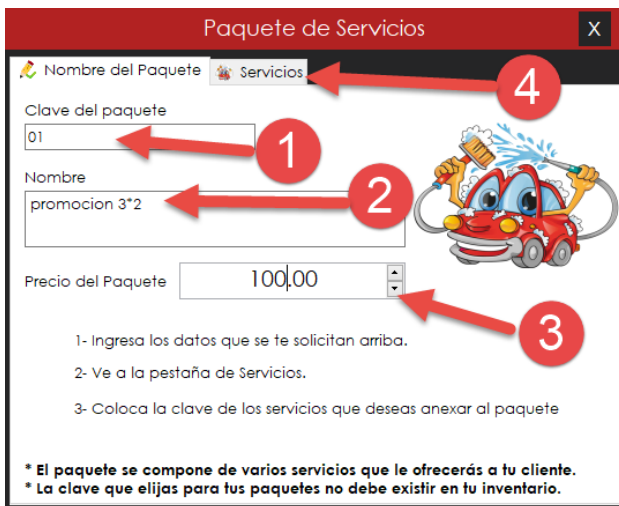 Paquete de Servicios X
Nombre del Paquete Servicios
4
Clave del paquete
01
1
Nombre
promocion 3*2
2
Precio del Paquete 100.00
3
1- Ingresa los datos que se te solicitan arriba.
2- Ve a la pestaña de Servicios.
3- Coloca la clave de los servicios que deseas anexar al paquete
* El paquete se compone de varios servicios que le ofrecerás a tu cliente.
* La clave que elijas para tus paquetes no debe existir en tu inventario.